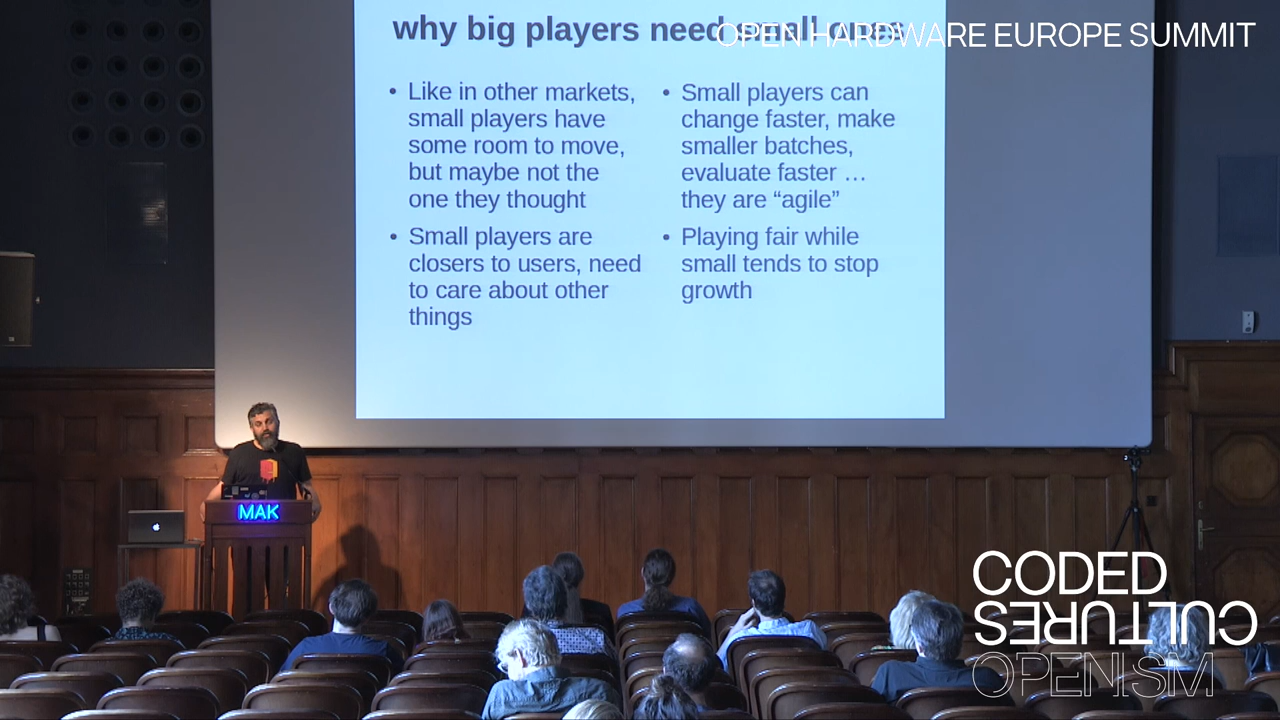 why big players need small ones
OPEN HARDWARE EUROPE SUMMIT
• Like in other markets,
small players have
some room to move,
but maybe not the
one they thought
• Small players are
closers to users, need
to care about other
things
• Small players can
change faster, make
smaller batches,
evaluate faster …
they are “agile”
• Playing fair while
small tends to stop
growth
MAK
CODED
CULTURES
OPENISM